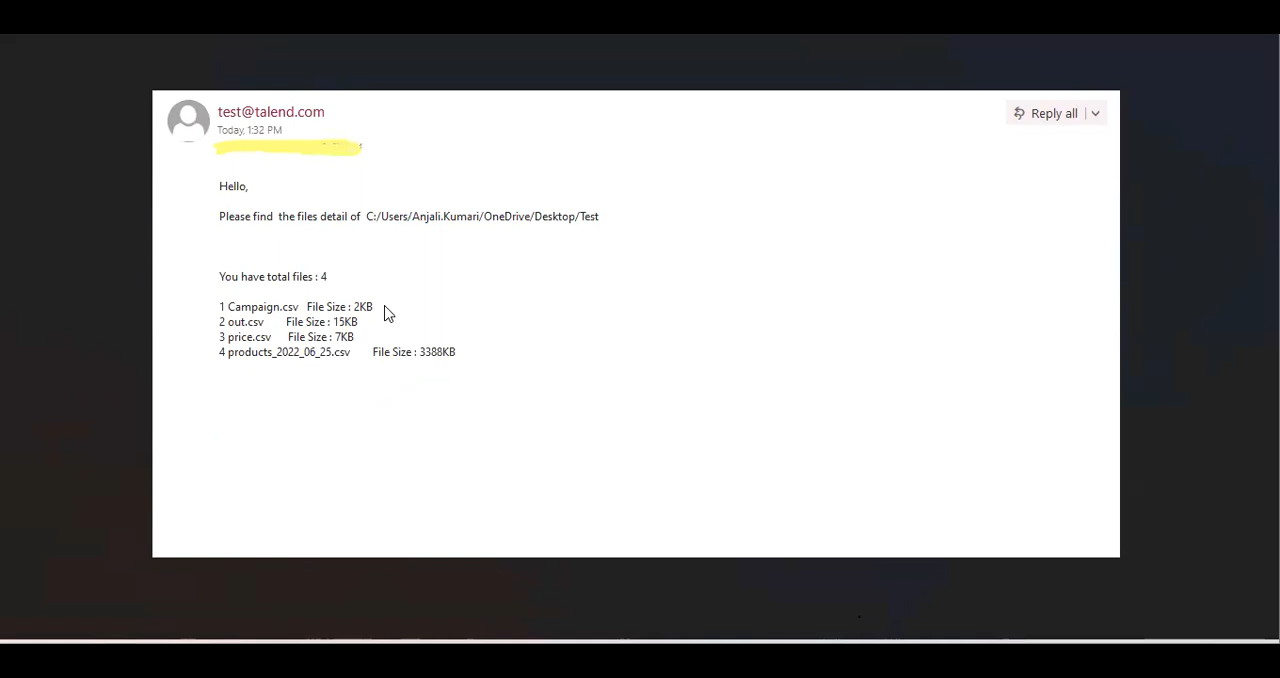 test@talend.com
Reply all
Today, 1:32 PM
Hello,
Please find the files detail of C:/Users/Anjali.Kumari/OneDrive/Desktop/Test
You have total files : 4
1 Campaign.csv File Size : 2KB
2 out.csv File Size : 15KB
3 price.csv File Size : 7KB
4 products_2022_06_25.csv File Size : 3388KB